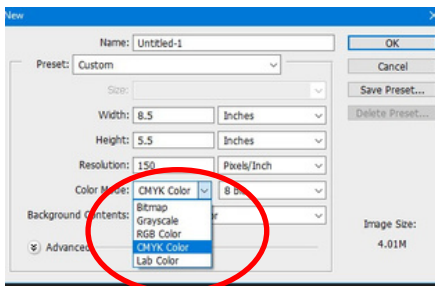 New
Name: Untitled-1 OK
Preset: Custom Cancel
Size: Save Preset...
Width: 8.5 Inches Delete Preset...
Height: 5.5 Inches
Resolution: 150 Pixels/Inch
Color Mode: CMYK Color 8
Bitmap
Background Contents:
Grayscale
RGB Color
Image Size:
CMYK Color
Advanced 4.01M
Lab Color